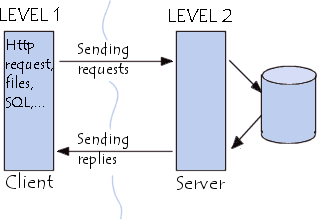 LEVEL 1
LEVEL 2
Http
request,
files,
SQL,...
Sending
requests
Sending
replies
Client
Server